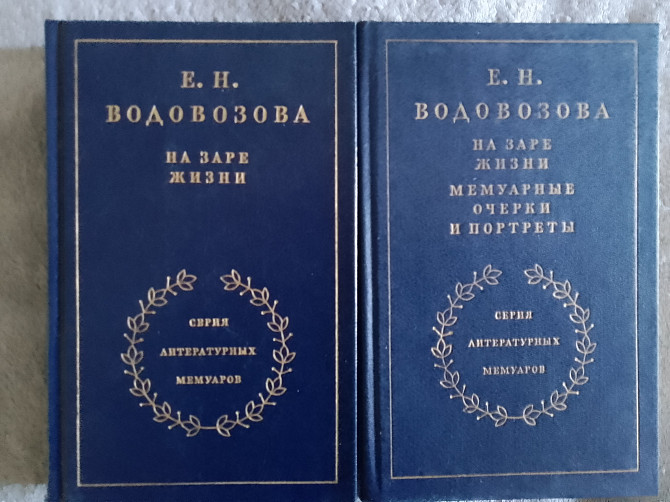 Е. Н.
ВОДОВОЗОВА
НА ЗАРЕ
ЖИЗНИ
СЕРИЯ
ЛИТЕРАТУРНЫХ
МЕМУАРОВ
Е. Н.
ВОДОВОЗОВА
НА ЗАРЕ
ЖИЗНИ
МЕМУАРНЫЕ
ОЧЕРКИ
И ПОРТРЕТЫ
СЕРИЯ
ЛИТЕРАТУРНЫХ
МЕМУАРОВ